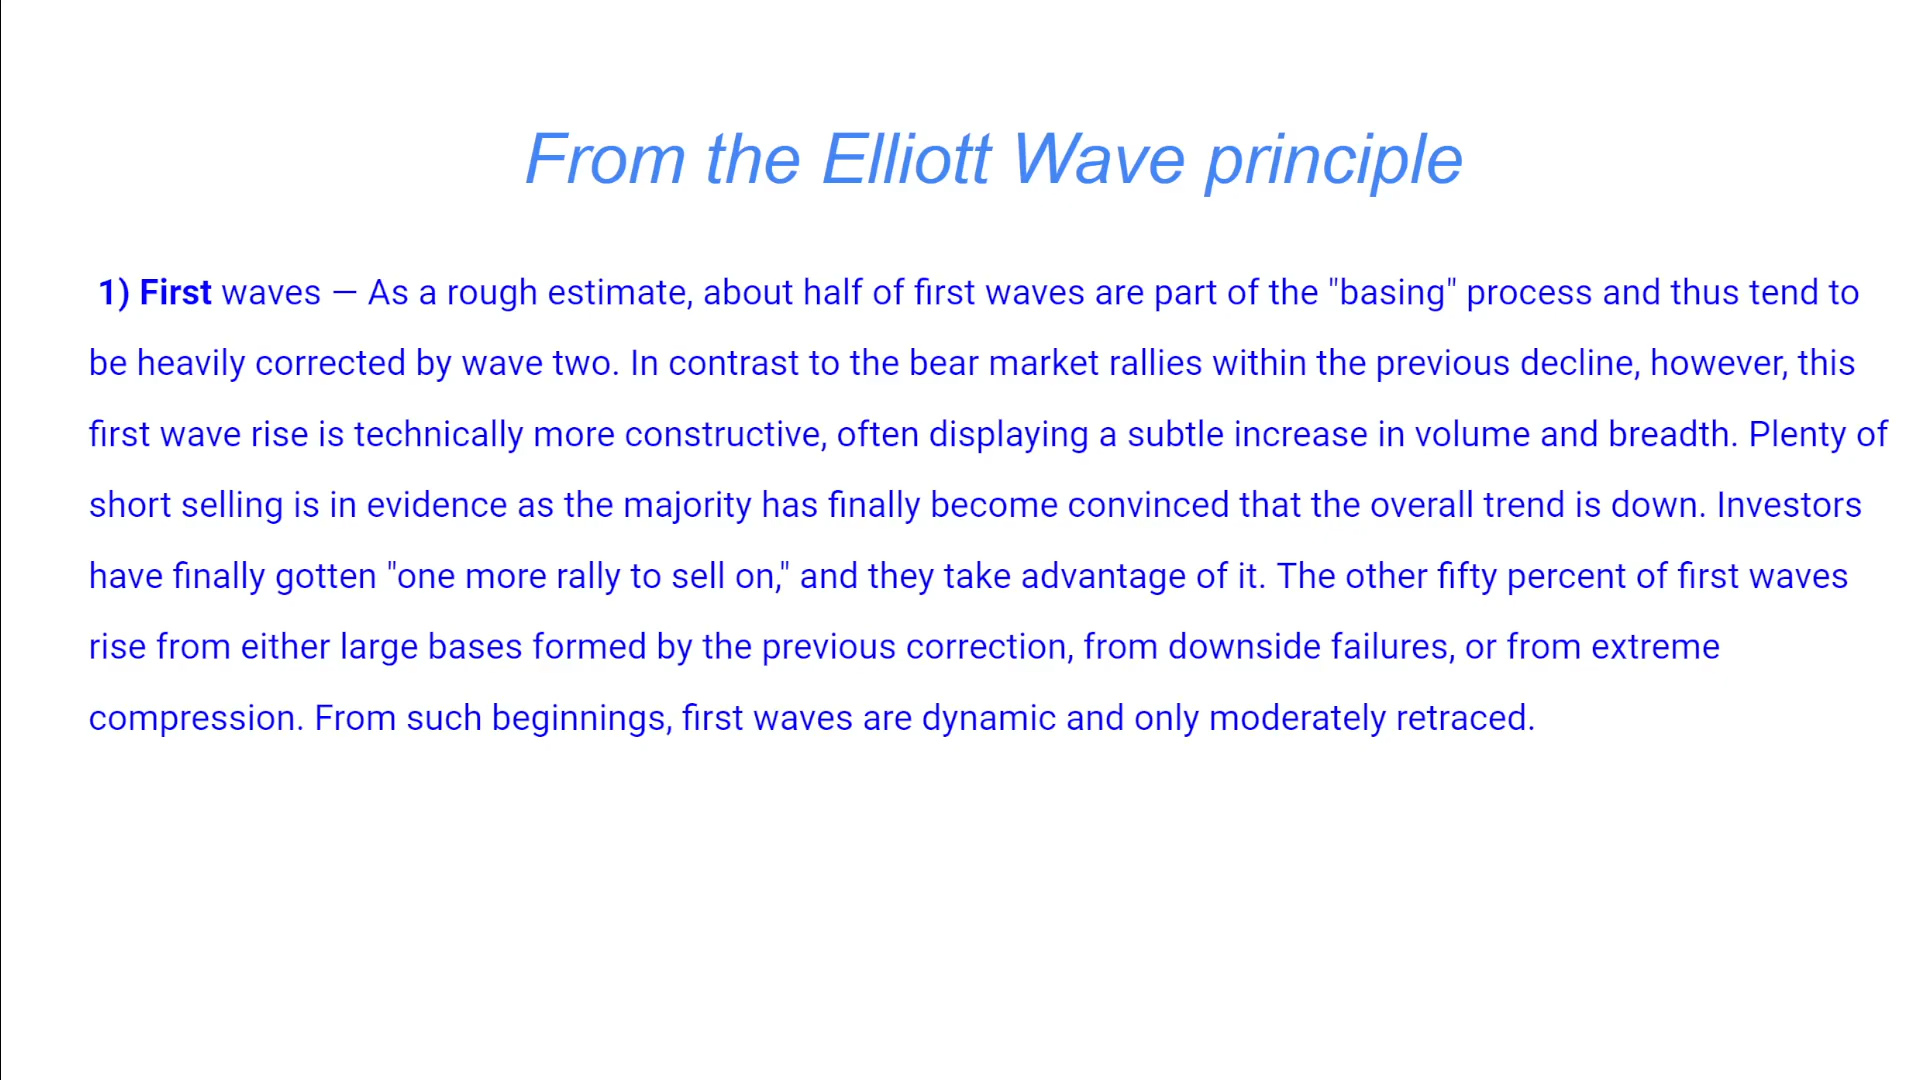 From the Elliott Wave principle
1) First waves — As a rough estimate, about half of first waves are part of the "basing" process and thus tend to
be heavily corrected by wave two. In contrast to the bear market rallies within the previous decline, however, this
first wave rise is technically more constructive, often displaying a subtle increase in volume and breadth. Plenty of
short selling is in evidence as the majority has finally become convinced that the overall trend is down. Investors
have finally gotten "one more rally to sell on," and they take advantage of it. The other fifty percent of first waves
rise from either large bases formed by the previous correction, from downside failures, or from extreme
compression. From such beginnings, first waves are dynamic and only moderately retraced.